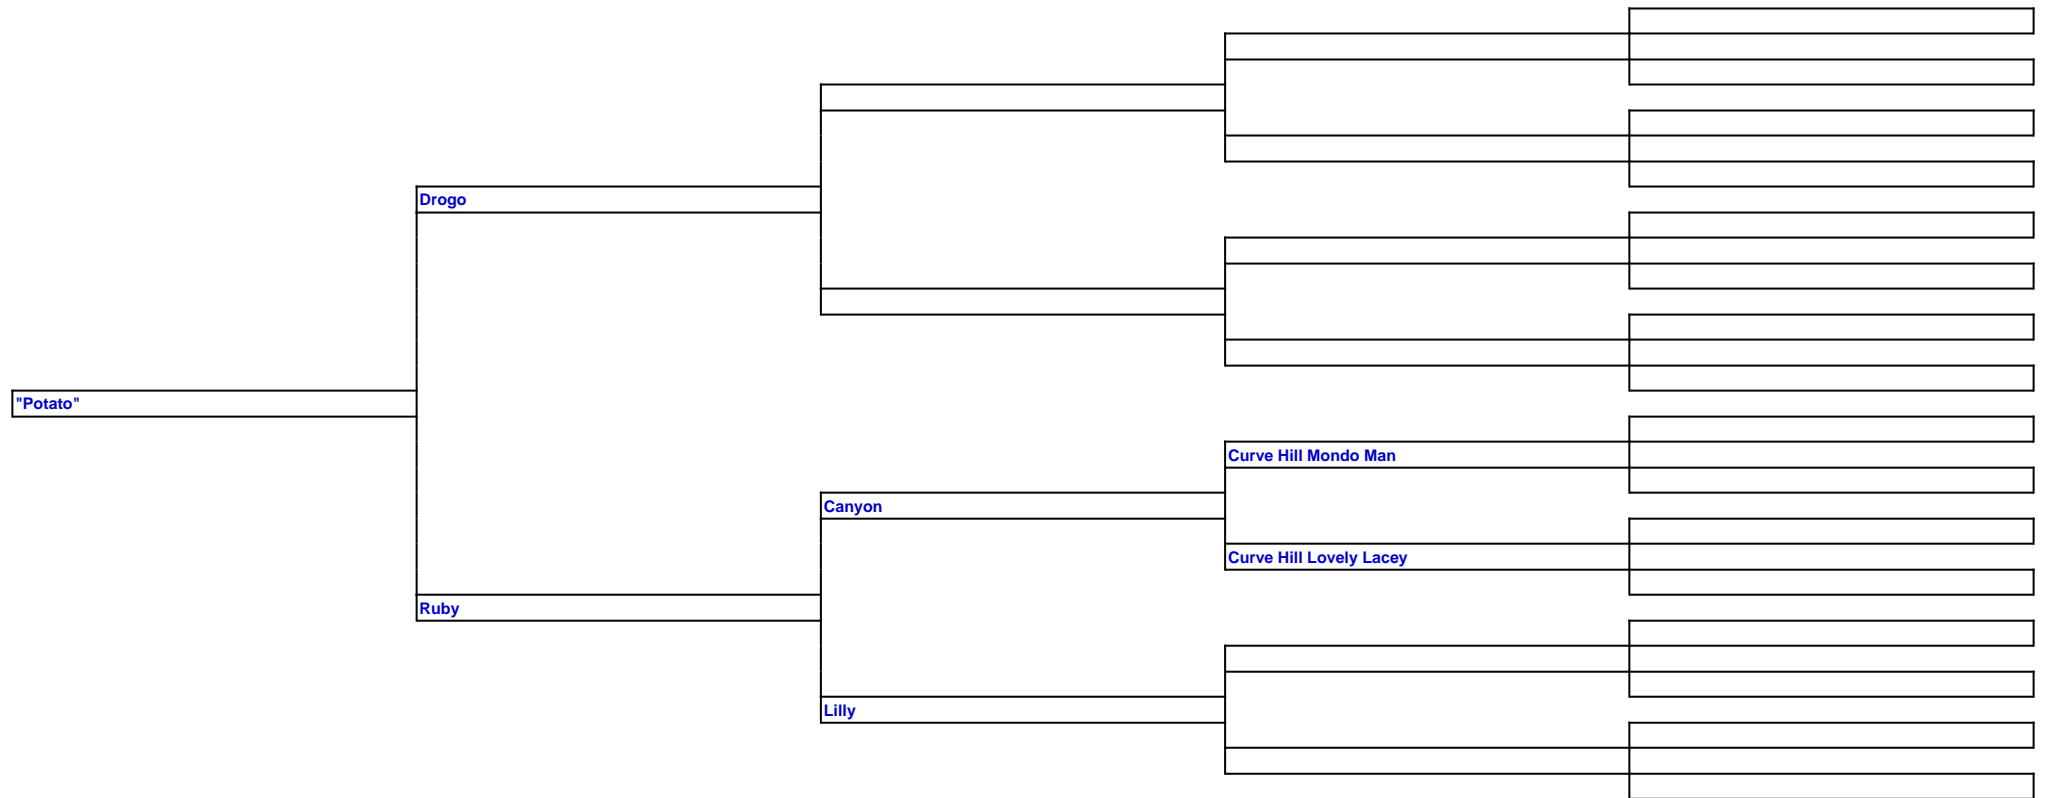 Drogo
"Potato"
Curve Hill Mondo Man
Canyon
Curve Hill Lovely Lacey
Ruby
Lilly